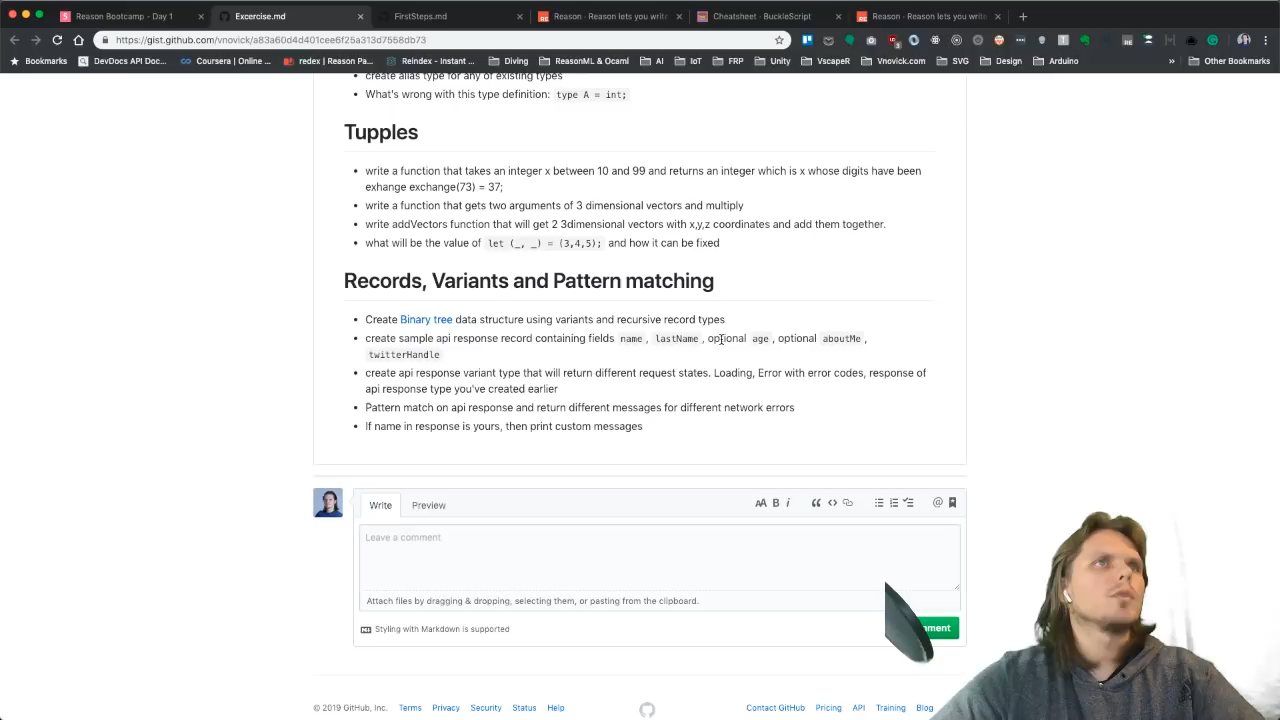 Reason Bootcamp - Day 1
Excercise.md
FirstSteps.md
Reason · Reason lets you write
Cheatsheet · BuckleScript
Reason · Reason lets you write
https://gist.github.com/vnovick/a83a60d4d401cee6f25a313d7558db73
Bookmarks
DevDocs API Doc...
Coursera | Online ...
redex | Reason Pa...
Reindex - Instant ...
Diving
ReasonML & Ocaml
AI
IoT
FRP
Unity
VscapeR
Vnovick.com
SVG
Design
Arduino
»
Other Bookmarks
• create alias type for any of existing types
• What's wrong with this type definition: type A = int;
Tupples
• write a function that takes an integer x between 10 and 99 and returns an integer which is x whose digits have been
exhange exchange(73) = 37;
• write a function that gets two arguments of 3 dimensional vectors and multiply
• write addVectors function that will get 2 3dimensional vectors with x,y,z coordinates and add them together.
• what will be the value of let (_, _) = (3,4,5); and how it can be fixed
Records, Variants and Pattern matching
• Create Binary tree data structure using variants and recursive record types
• create sample api response record containing fields name, lastName, optional age, optional aboutMe,
twitterHandle
• create api response variant type that will return different request states. Loading, Error with error codes, response of
api response type you've created earlier
• Pattern match on api response and return different messages for different network errors
• If name in response is yours, then print custom messages
Write
Preview
AA B i
Leave a comment
Attach files by dragging & dropping, selecting them, or pasting from the clipboard.
Styling with Markdown is supported
mment
© 2019 GitHub, Inc.
Terms
Privacy
Security
Status
Help
Contact GitHub
Pricing
API
Training
Blog